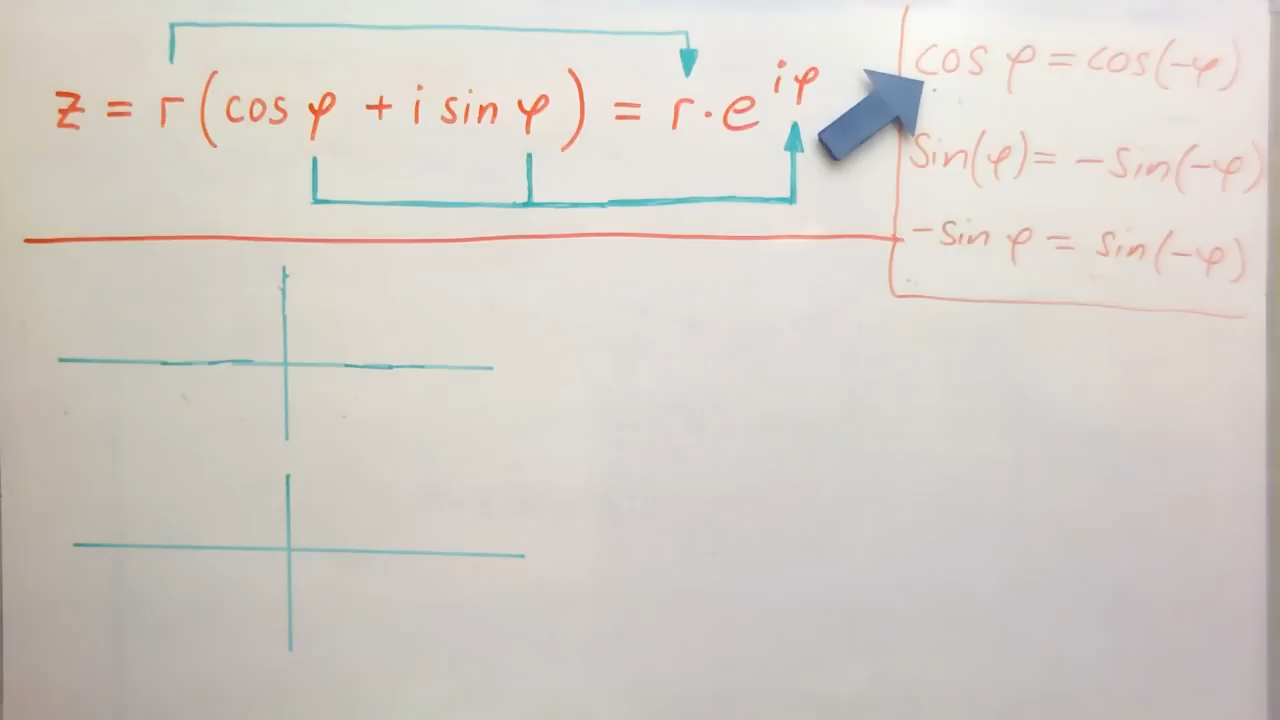 z = r(cos φ + i sin φ) = r · e^{iφ}
cos φ = cos(-φ)
Sin(φ) = - Sin(-φ)
- Sin φ = Sin(-φ)